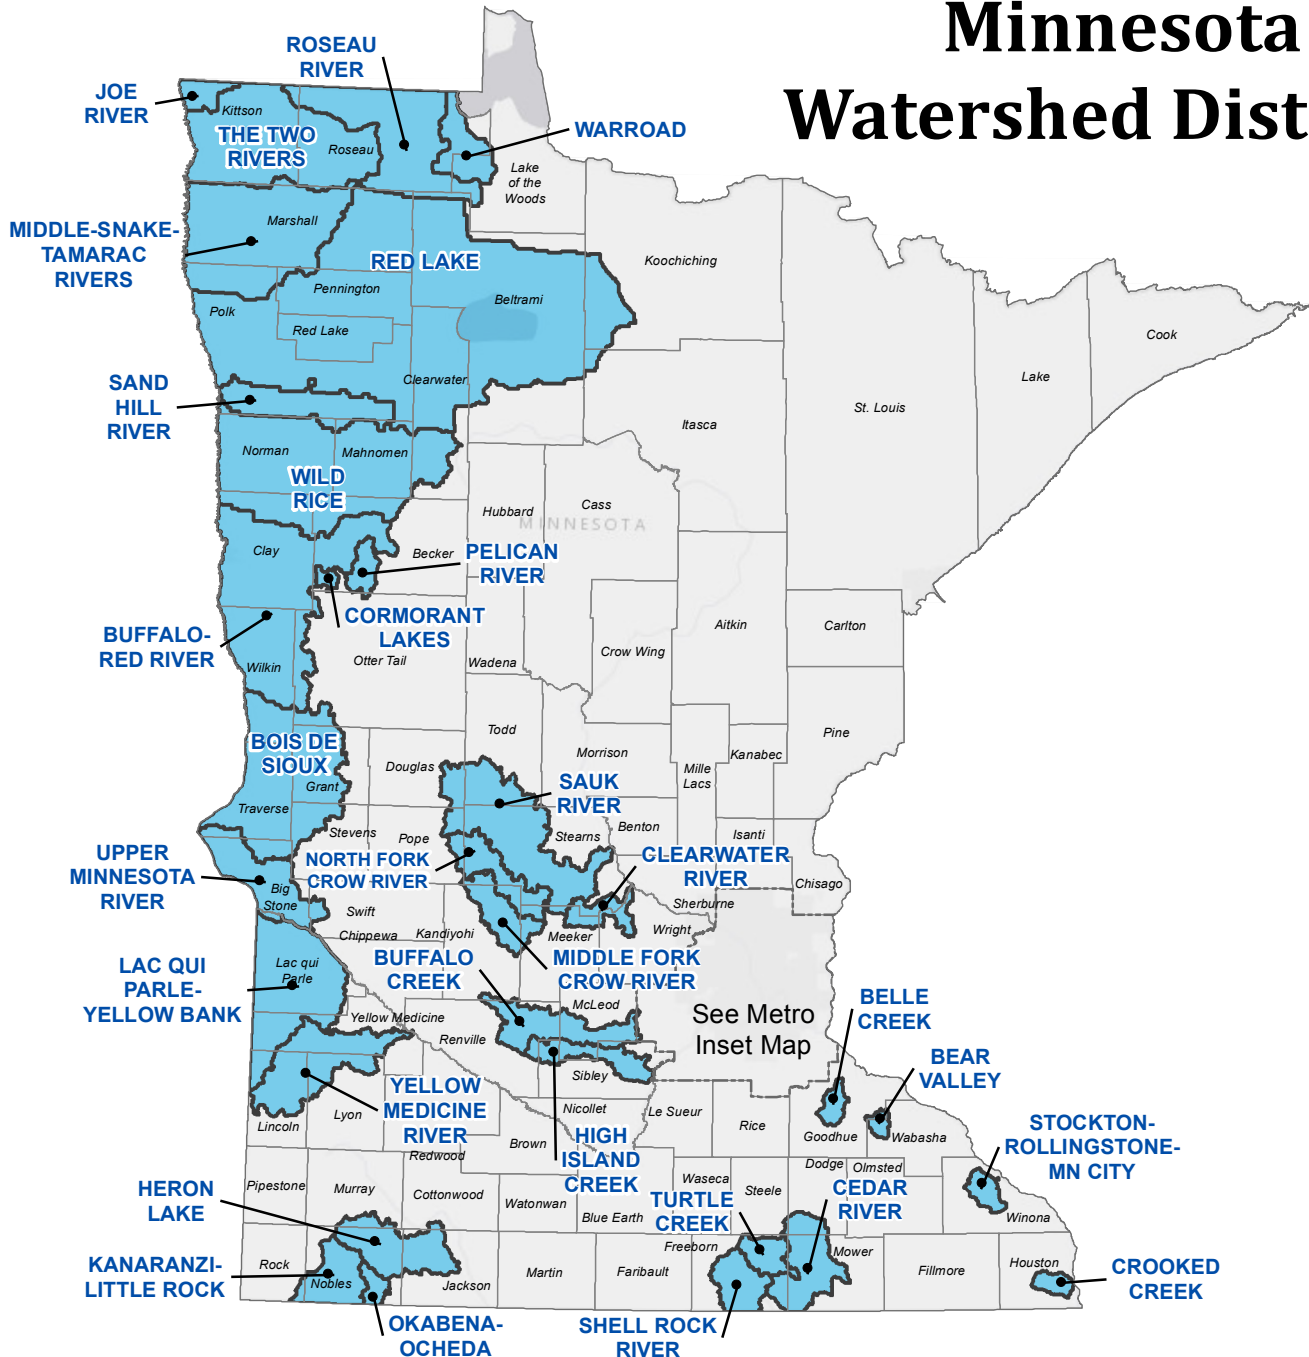 Minnesota
Watershed Dist
ROSEAU
RIVER
JOE
RIVER
Kittson
THE TWO
RIVERS
Roseau
WARROAD
Lake
of the
Woods
MIDDLE-SNAKE-
TAMARAC
RIVERS
Marshall
RED LAKE
Koochiching
Pennington
Beltrami
Polk
Red Lake
Cook
Lake
Clearwater
SAND
HILL
RIVER
St. Louis
Itasca
Norman
Mahnomen
WILD
RICE
Hubbard
Cass
MINNESOTA
Clay
Becker
PELICAN
RIVER
CORMORANT
LAKES
BUFFALO-
RED RIVER
Aitkin
Carlton
Crow Wing
Otter Tail
Wadena
Wilkin
BOIS DE
SIOUX
Todd
Pine
Morrison
Kanabec
Mille
Lacs
Douglas
Grant
SAUK
RIVER
Traverse
Stevens
Pope
Stearns
Benton
Isanti
NORTH FORK
CROW RIVER
CLEARWATER
RIVER
UPPER
MINNESOTA
RIVER
Big
Stone
Chisago
Sherburne
Swift
Chippewa
Kandiyohi
Meeker
Wright
LAC QUI
PARLE-
YELLOW BANK
Lac qui
Parle
BUFFALO
CREEK
MIDDLE FORK
CROW RIVER
McLeod
See Metro
Inset Map
BELLE
CREEK
Yellow Medicine
Renville
BEAR
VALLEY
Sibley
YELLOW
MEDICINE
RIVER
Lincoln
Lyon
Nicollet
Le Sueur
Rice
Goodhue
Wabasha
STOCKTON-
ROLLINGSTONE-
MN CITY
HIGH
ISLAND
CREEK
Brown
Redwood
Dodge
Olmsted
Pipestone
Murray
Cottonwood
Watonwan
Blue Earth
Waseca
Steele
HERON
LAKE
TURTLE
CREEK
CEDAR
RIVER
Winona
Freeborn
Mower
KANARANZI-
LITTLE ROCK
Rock
Nobles
Jackson
Martin
Faribault
Fillmore
Houston
CROOKED
CREEK
OKABENA-
OCHEDA
SHELL ROCK
RIVER